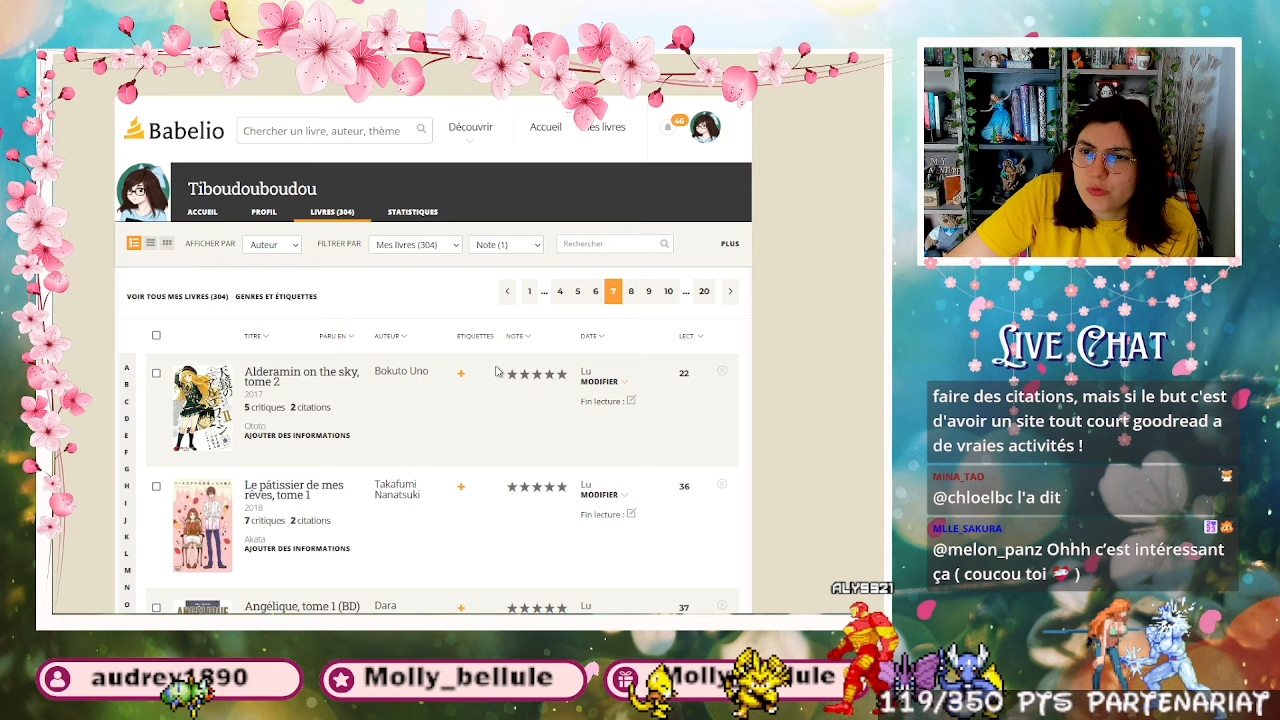 Babelio
Chercher un livre, auteur, thème
Découvrir
Accueil
es livres
46
Tiboudouboudou
ACCUEIL PROFIL LIVRES (304) STATISTIQUES
AFFICHER PAR Auteur FILTRER PAR Mes livres (304) Note (1) Rechercher PLUS
VOIR TOUS MES LIVRES (304) GENRES ET ÉTIQUETTES
1 ... 4 5 6 7 8 9 10 ... 20
TITRE PARU EN AUTEUR ETIQUETTES NOTE DATE LECT.
A
B
C
D
E
F
G
H
I
J
K
L
M
N
O
Alderamin on the sky,
tome 2
2017
5 critiques 2 citations
Ototo
AJOUTER DES INFORMATIONS
Bokuto Uno
Lu
MODIFIER
Fin lecture :
22
Le pâtissier de mes
rêves, tome 1
2018
7 critiques 2 citations
Akata
AJOUTER DES INFORMATIONS
Takafumi
Nanatsuki
Lu
MODIFIER
Fin lecture :
36
Angélique, tome 1 (BD)
Dara
Lu
37
MY
ADVENTURE
LIVE CHAT
faire des citations, mais si le but c'est
d'avoir un site tout court goodread a
de vraies activités !
MINA_TAO
@chloelbc l'a dit
MLLE_SAKURA
@melon_panz Ohhh c’est intéressant
ça ( coucou toi 💝 )
ALY9921
audrey1890
Molly_bellule
Molly_bellule
119/350 PTS PARTENARIAT